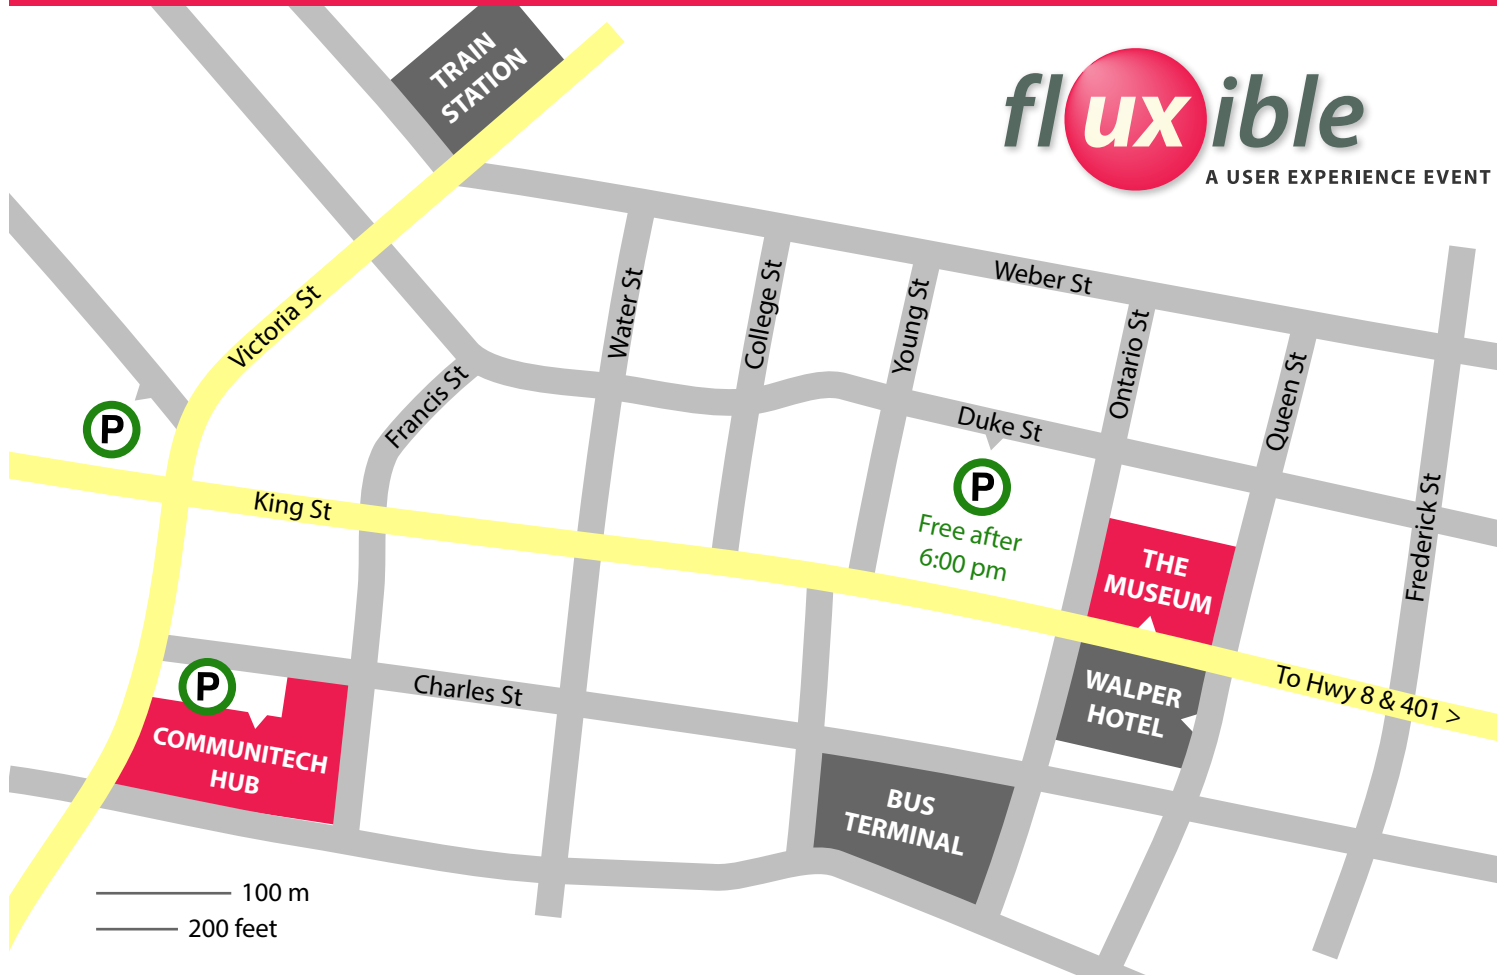 TRAIN
STATION
fluxible
A USER EXPERIENCE EVENT
Weber St
Water St
College St
Young St
Ontario St
Queen St
Victoria St
Francis St
Duke St
P
P
Free after
6:00 pm
King St
Frederick St
THE
MUSEUM
P
Charles St
WALPER
HOTEL
To Hwy 8 & 401 >
COMMUNITECH
HUB
BUS
TERMINAL
100 m
200 feet